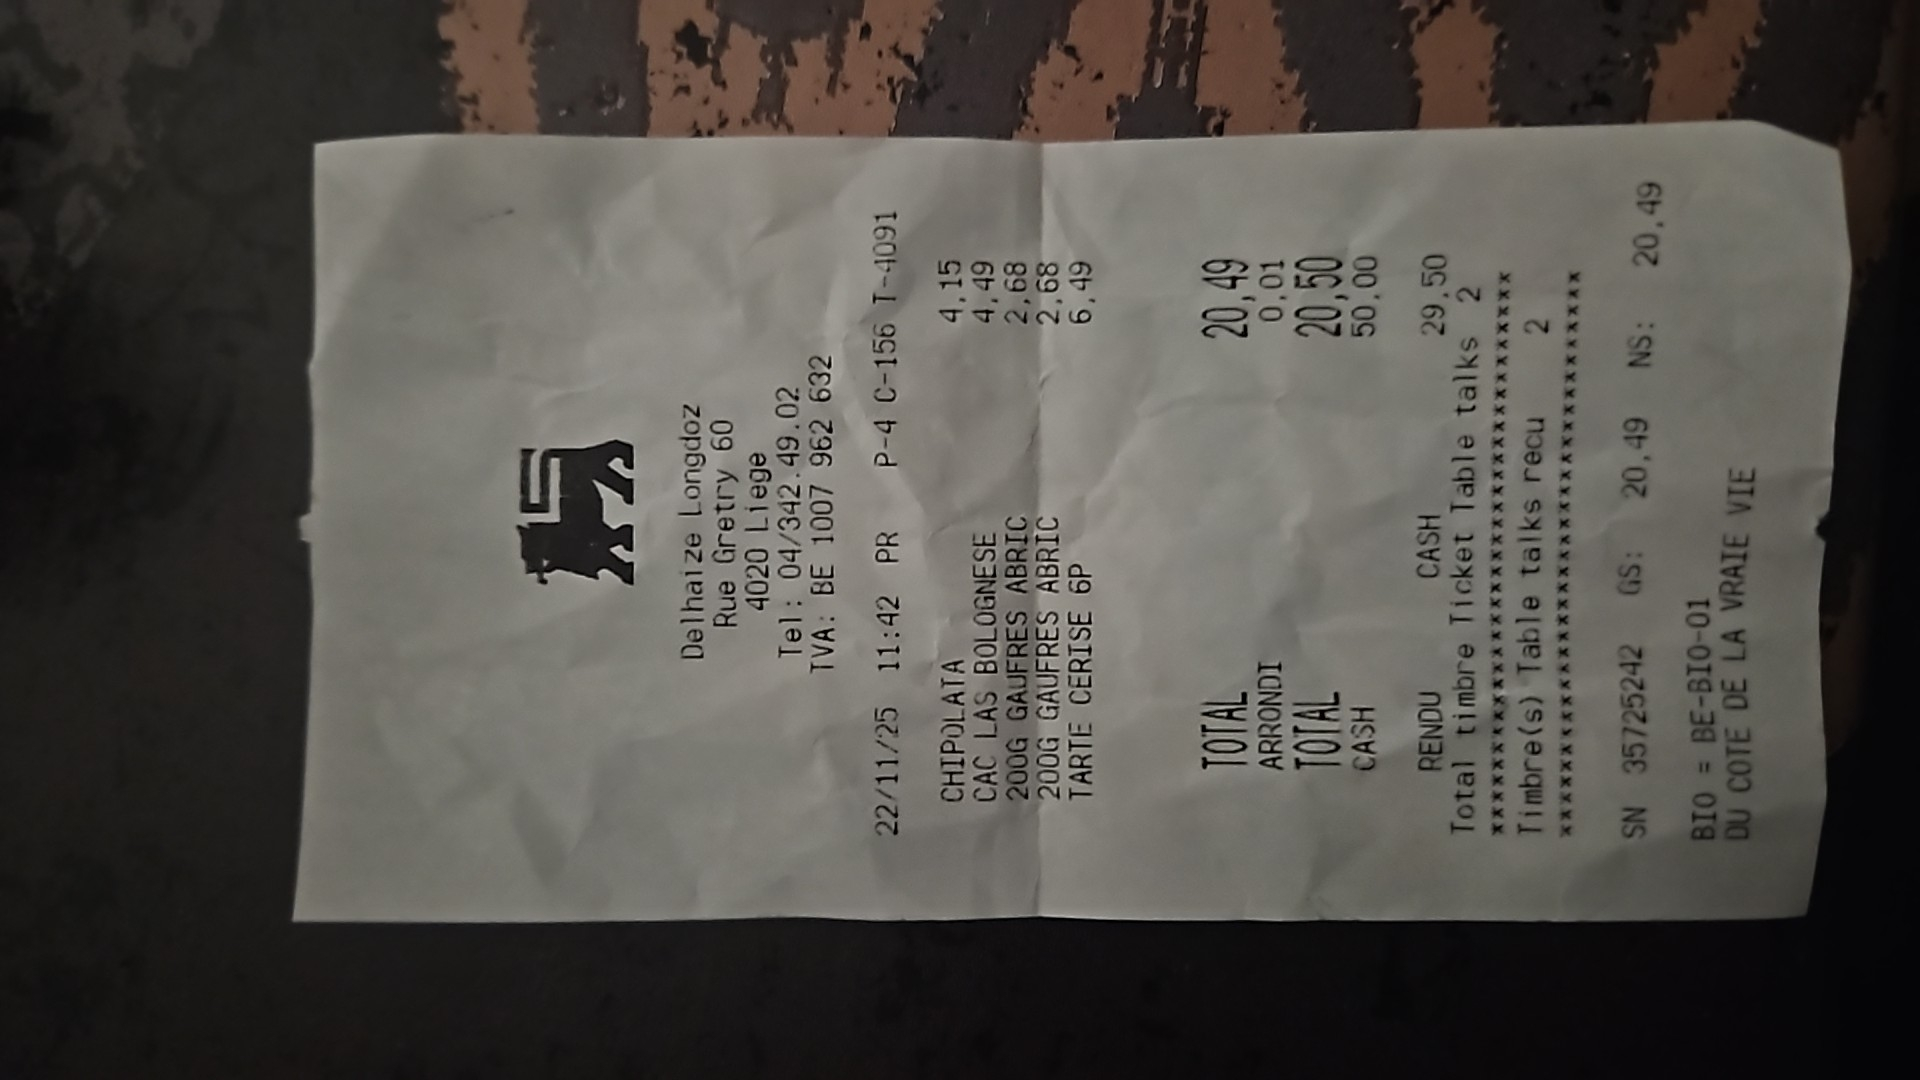 Delhaize Longdoz
Rue Gretry 60
4020 Liege
Tel: 04/342.49.02
TVA: BE 1007 962 632
22/11/25 11:42 PR P-4 C-156 T-4091
CHIPOLATA 4,15
CAC LAS BOLOGNESE 4,49
200G GAUFRES ABRIC 2,68
200G GAUFRES ABRIC 2,68
TARTE CERISE 6P 6,49
TOTAL 20,49
ARRONDI 0,01
TOTAL 20,50
CASH 50,00
RENDU CASH 29,50
Total timbre Ticket Table talks 2
xxxxxxxxxxxxxxxxxxxxxxxxxxxxxxxxxxxxxx
Timbre(s) Table talks recu 2
xxxxxxxxxxxxxxxxxxxxxxxxxxxxxxxxxxxxxx
SN 35725242 GS: 20,49 NS: 20,49
BIO = BE-BIO-01
DU COTE DE LA VRAIE VIE